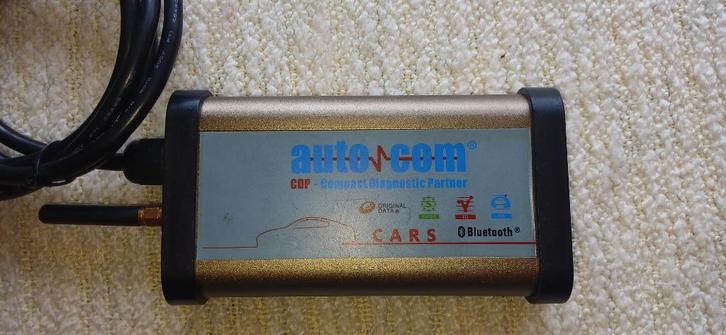 auto com®
CDP - Compact Diagnostic Partner
ORIGINAL
DATA
CARS
Bluetooth®